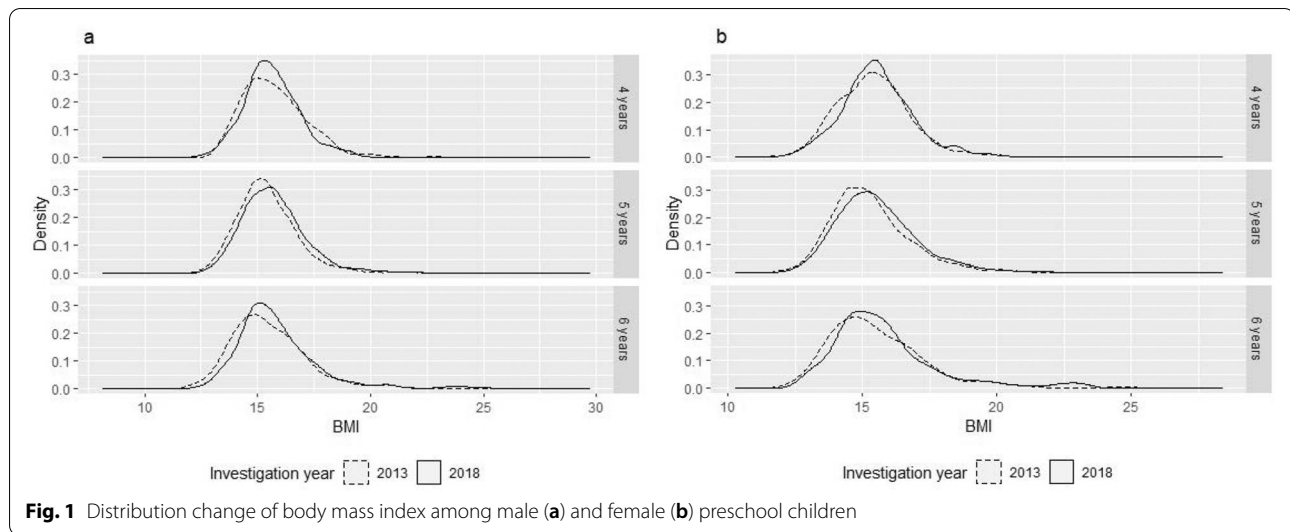 a
b
0.3
0.2
0.1
0.0
4 years
0.3
0.2
0.1
0.0
4 years
Density
0.3
0.2
0.1
0.0
5 years
Density
0.3
0.2
0.1
0.0
5 years
0.3
0.2
0.1
0.0
6 years
0.3
0.2
0.1
0.0
6 years
10 15 20 25 30
BMI
10 15 20 25
BMI
Investigation year 2013 2018
Investigation year 2013 2018
Fig. 1 Distribution change of body mass index among male (a) and female (b) preschool children